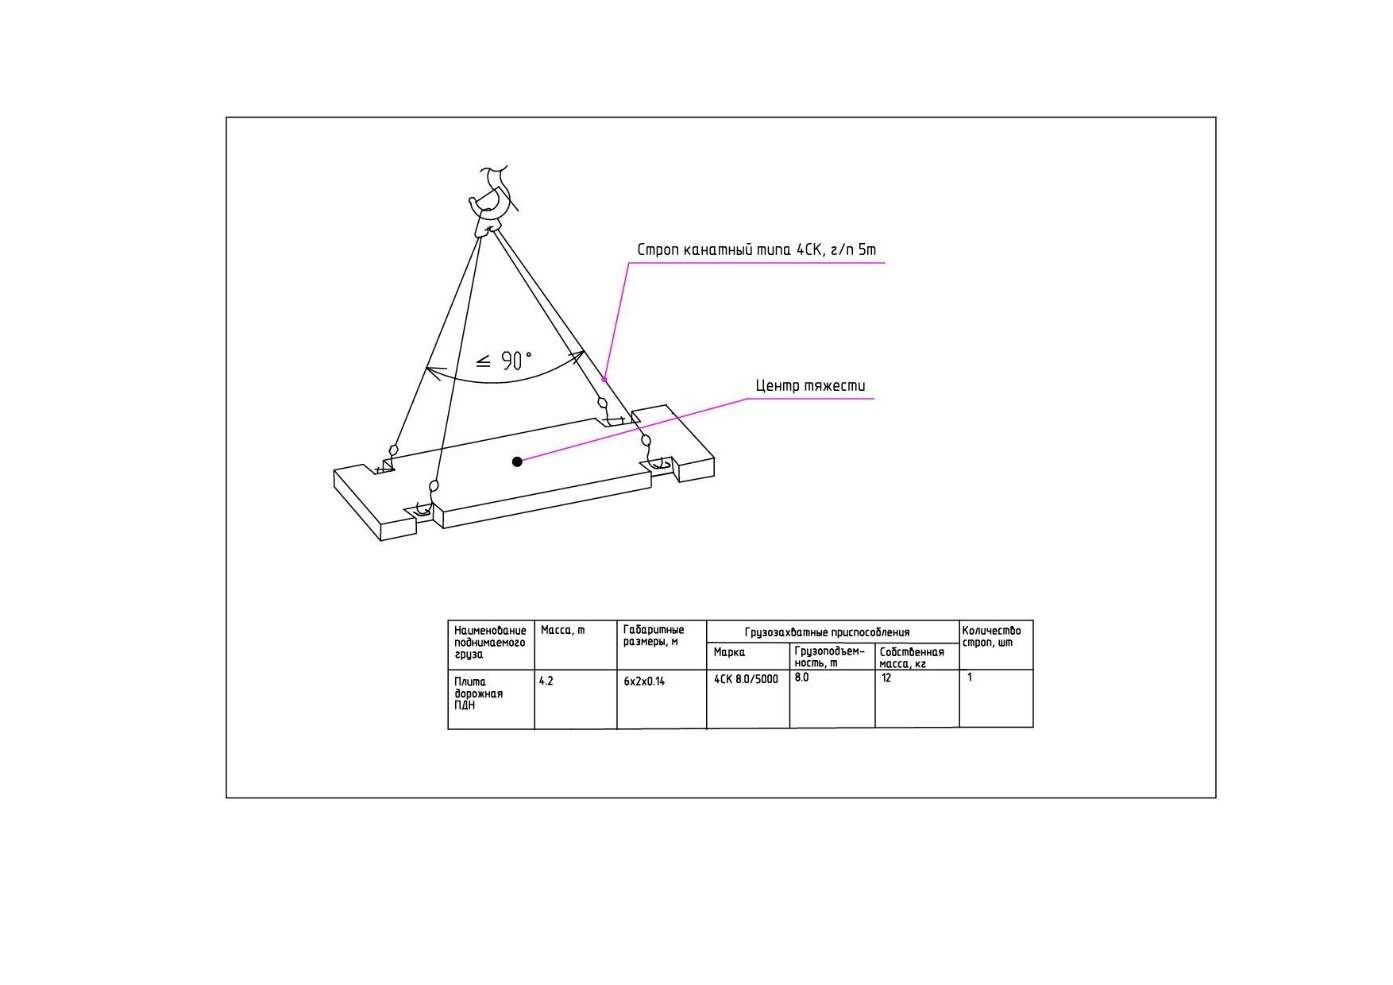 Строп канатный типа 4СК, г/п 5т
≤ 90°
Центр тяжести
Наименование
поднимаемого
груза
Масса, т
Габаритные
размеры, м
Грузозахватные приспособления
Марка
Грузоподъем-
ность, т
Собственная
масса, кг
Количество
строп, шт
Плита
дорожная
ПДН
4.2
6х2х0.14
4СК 8.0/5000
8.0
12
1